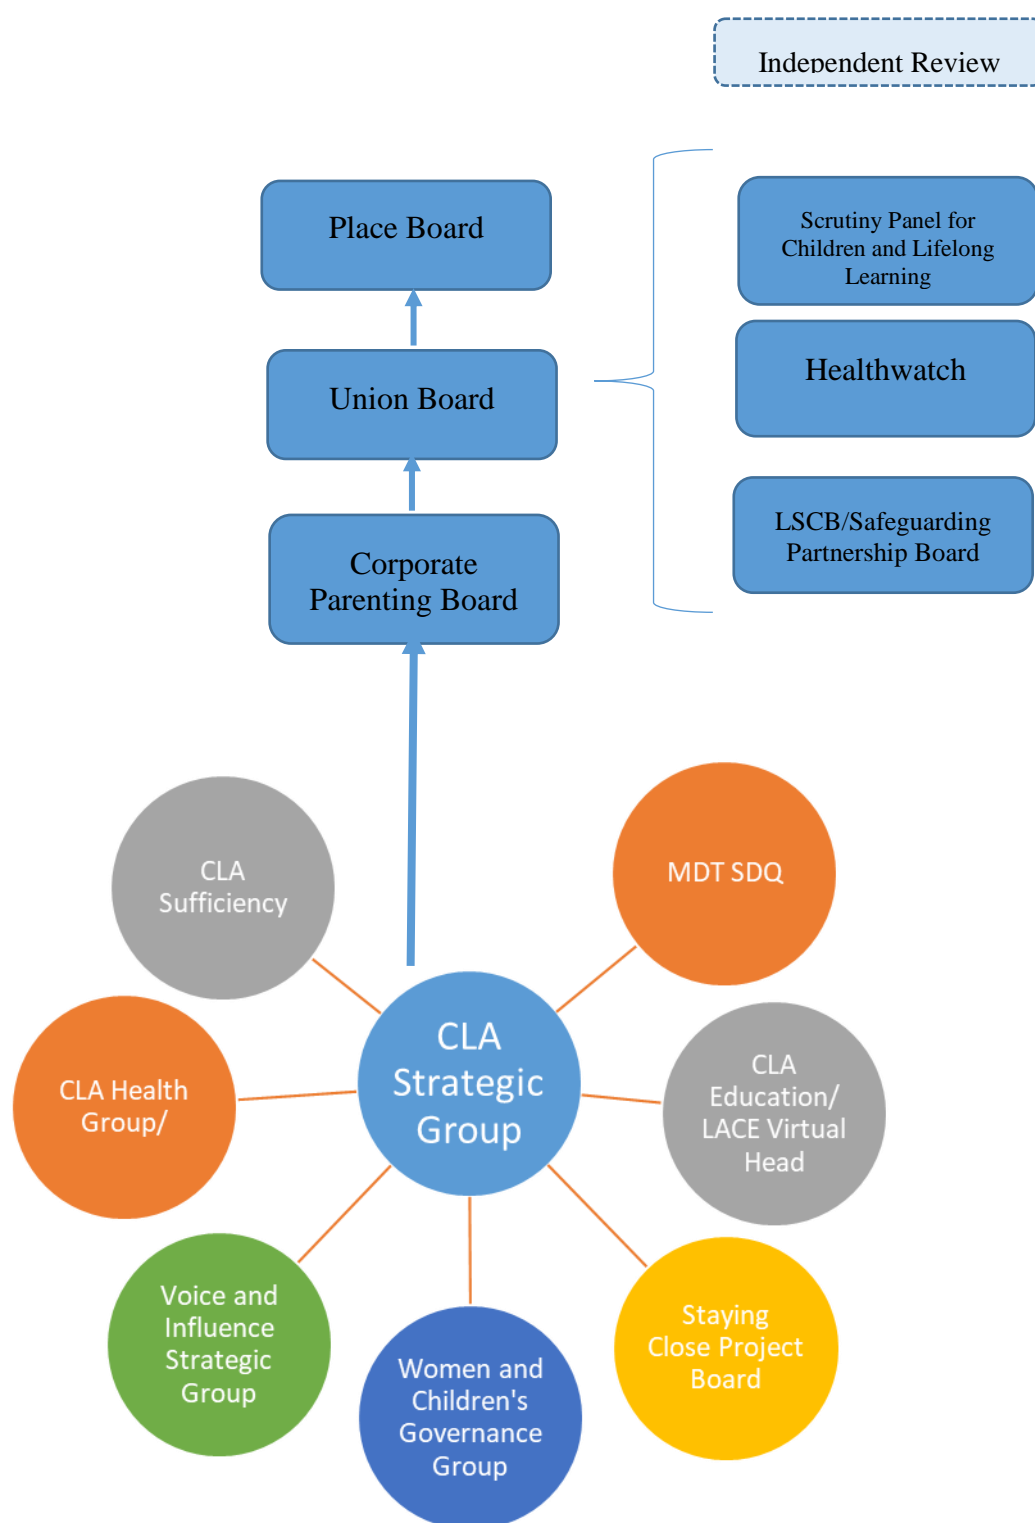 Independent Review
Place Board
Scrutiny Panel for
Children and Lifelong
Learning
Union Board
Healthwatch
LSCB/Safeguarding
Partnership Board
Corporate
Parenting Board
CLA
Sufficiency
MDT SDQ
CLA
Strategic
Group
CLA Health
Group/
CLA
Education/
LACE Virtual
Head
Voice and
Influence
Strategic
Group
Women and
Children's
Governance
Group
Staying
Close Project
Board